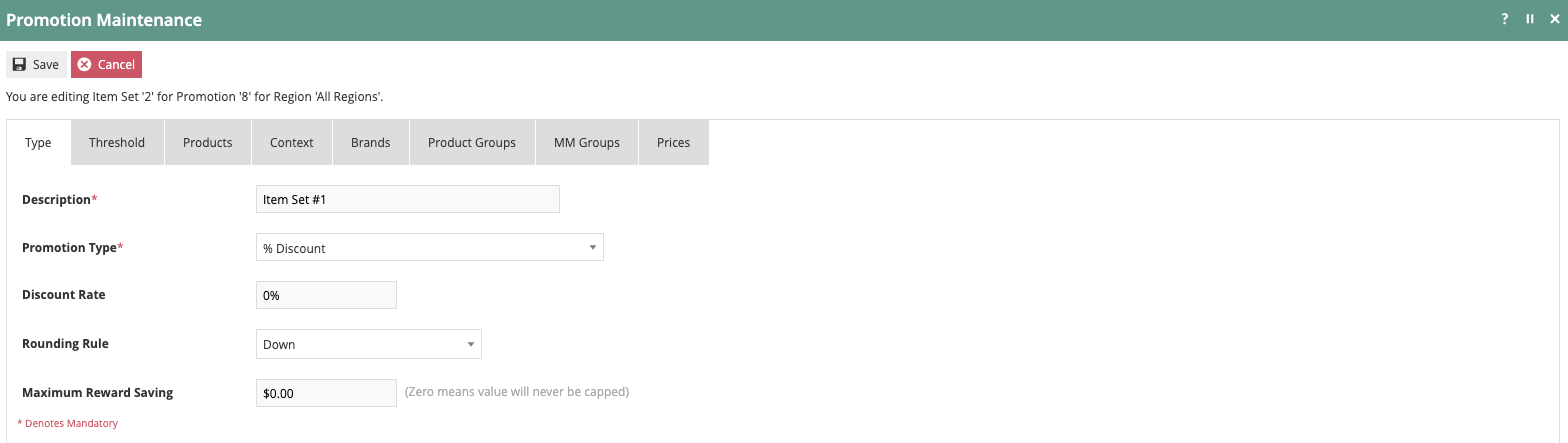 Promotion Maintenance
?
Save Cancel
You are editing Item Set '2' for Promotion '8' for Region 'All Regions'.
Type Threshold Products Context Brands Product Groups MM Groups Prices
Description* Item Set #1
Promotion Type* % Discount
Discount Rate 0%
Rounding Rule Down
Maximum Reward Saving $0.00 (Zero means value will never be capped)
* Denotes Mandatory